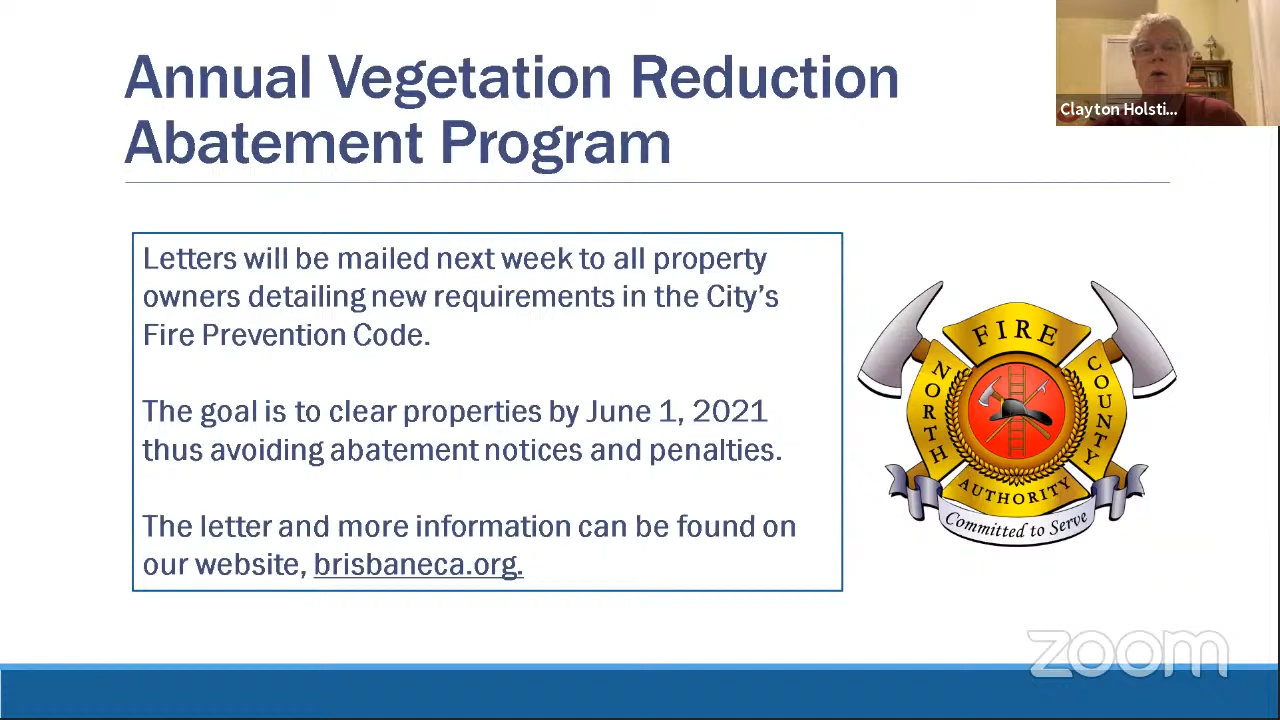 Annual Vegetation Reduction
Abatement Program
Clayton Holsti...
Letters will be mailed next week to all property
owners detailing new requirements in the City's
Fire Prevention Code.
The goal is to clear properties by June 1, 2021
thus avoiding abatement notices and penalties.
The letter and more information can be found on
our website, brisbaneca.org.
FIRE
NORTH
COUNTY
AUTHORITY
Committed to Serve
zoom